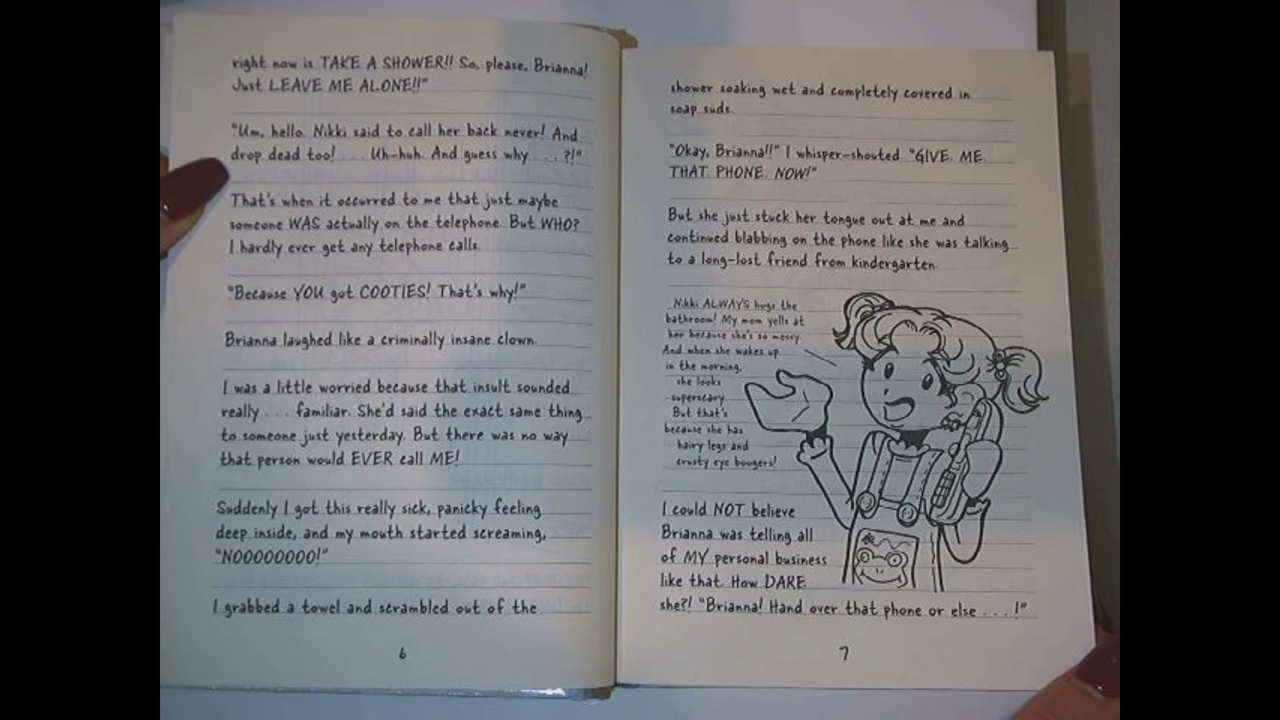 right now is TAKE A SHOWER!! So, please, Brianna!
Just LEAVE ME ALONE!!"
"Um, hello. Nikki said to call her back never! And
drop dead too! . . . Uh-huh. And guess why . . . ?!"
That's when it occurred to me that just maybe
someone WAS actually on the telephone. But WHO?
I hardly ever get any telephone calls.
"Because YOU got COOTIES! That's why!"
Brianna laughed like a criminally insane clown.
I was a little worried because that insult sounded
really . . . familiar. She'd said the exact same thing
to someone just yesterday. But there was no way
that person would EVER call ME!
Suddenly I got this really sick, panicky feeling
deep inside, and my mouth started screaming,
"NOOOOOOOO!"
I grabbed a towel and scrambled out of the
6
shower soaking wet and completely covered in
soap suds.
"Okay, Brianna!!" I whisper-shouted. "GIVE. ME.
THAT. PHONE. NOW!"
But she just stuck her tongue out at me and
continued blabbing on the phone like she was talking
to a long-lost friend from kindergarten.
Nikki ALWAYS hogs the
bathroom! My mom yells at
her because she's so messy.
And when she wakes up
in the morning,
she looks
superscary.
But that's
because she has
hairy legs and
crusty eye boogers!
I could NOT believe
Brianna was telling all
of MY personal business
like that. How DARE
she?! "Brianna! Hand over that phone or else . . . !"
7